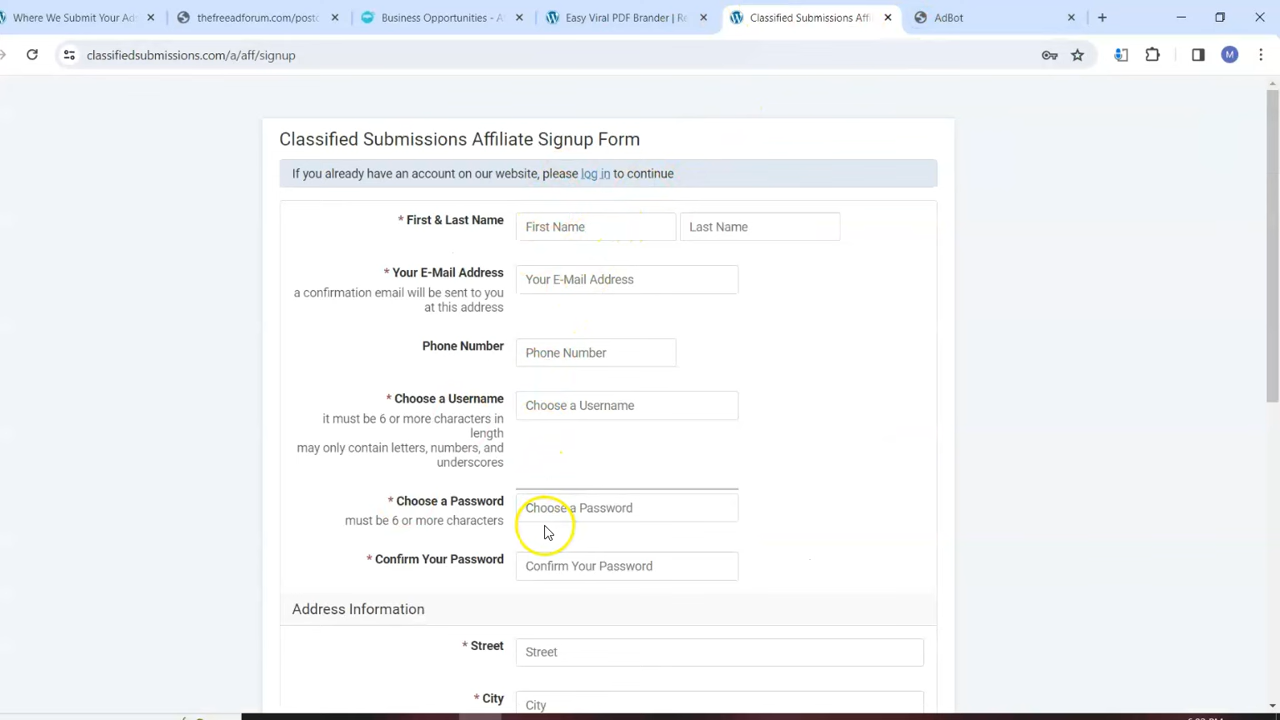 Where We Submit Your Ads
thefreeadforum.com/postc
Business Opportunities - A
Easy Viral PDF Brander | Re
Classified Submissions Affil
AdBot
classifiedsubmissions.com/a/aff/signup
M
Classified Submissions Affiliate Signup Form
If you already have an account on our website, please log in to continue
* First & Last Name
First Name
Last Name
* Your E-Mail Address
Your E-Mail Address
a confirmation email will be sent to you
at this address
Phone Number
Phone Number
* Choose a Username
Choose a Username
it must be 6 or more characters in
length
may only contain letters, numbers, and
underscores
* Choose a Password
Choose a Password
must be 6 or more characters
* Confirm Your Password
Confirm Your Password
Address Information
* Street
Street
* City
City